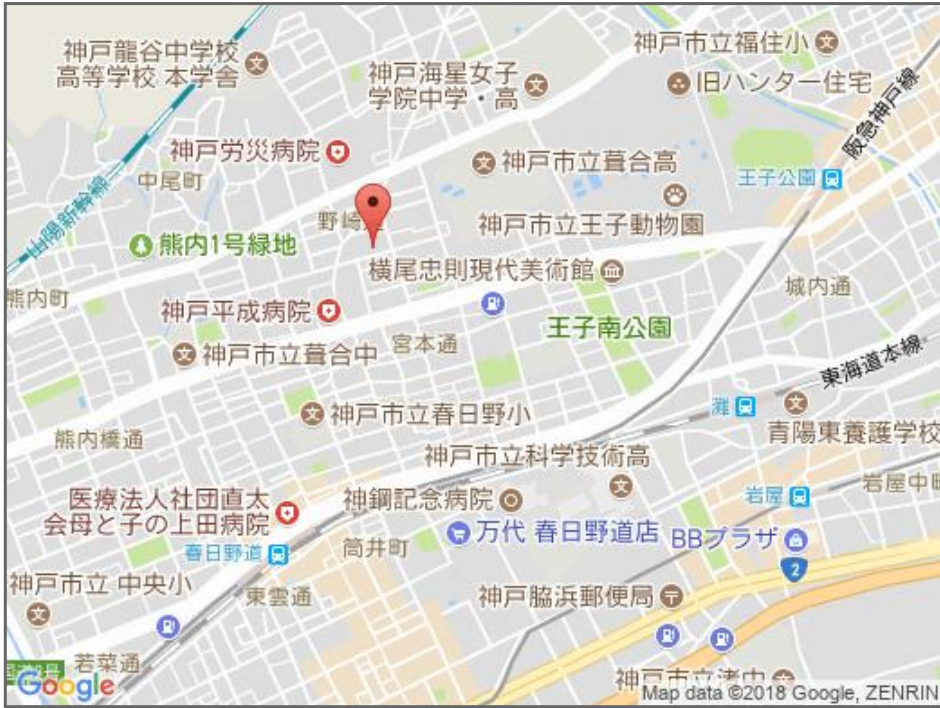 神戸市立福住小
神戸龍谷中学校
高等学校 本学舎
神戸海星女子
学院中学・高
旧ハンター住宅
阪急神戸線
神戸労災病院
神戸市立葺合高
中尾町
王子公園
山陽新幹線
野崎通
神戸市立王子動物園
熊内1号緑地
横尾忠則現代美術館
熊内町
城内通
神戸平成病院
王子南公園
神戸市立葺合中
宮本通
東海道本線
神戸市立春日野小
灘
熊内橋通
青陽東養護学校
神戸市立科学技術高
岩屋中町
医療法人社団直太
会母と子の上田病院
神鋼記念病院
岩屋
万代 春日野道店
BBプラザ
春日野道
筒井町
2
神戸市立 中央小
東雲通
神戸脇浜郵便局
若菜通
神戸市立渚中
Google
Map data ©2018 Google, ZENRIN